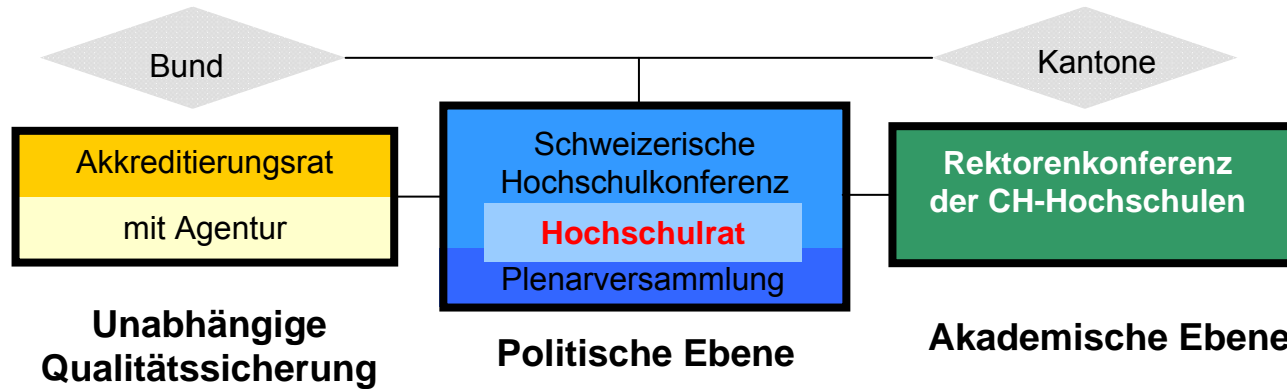 Bund
Kantone
Akkreditierungsrat
mit Agentur
Schweizerische
Hochschulkonferenz
Hochschulrat
Plenarversammlung
Rektorenkonferenz
der CH-Hochschulen
Unabhängige
Qualitätssicherung
Politische Ebene
Akademische Ebene